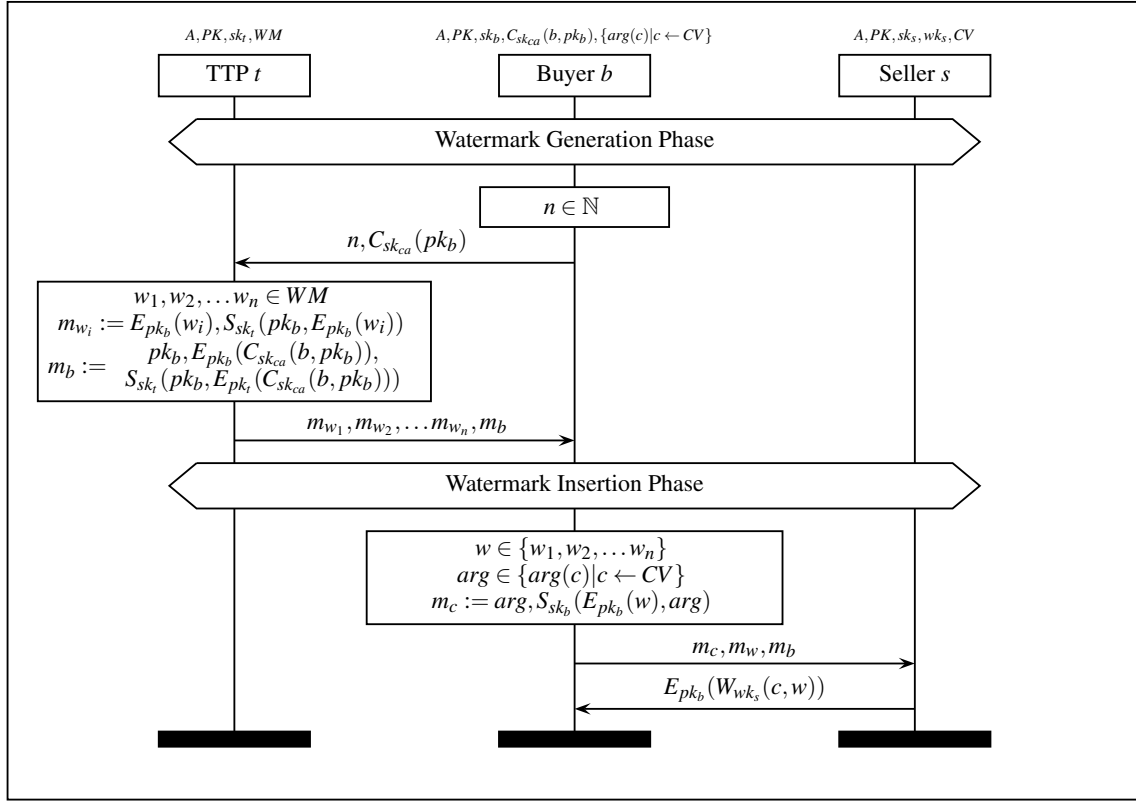 A, PK, sk_t, WM
A, PK, sk_b, C_{sk_{ca}}(b, pk_b), {arg(c)|c ← CV}
A, PK, sk_s, wk_s, CV
TTP t
Buyer b
Seller s
Watermark Generation Phase
n ∈ ℕ
n, C_{sk_{ca}}(pk_b)
w_1, w_2, … w_n ∈ WM
m_{w_i} := E_{pk_b}(w_i), S_{sk_t}(pk_b, E_{pk_b}(w_i))
m_b := pk_b, E_{pk_b}(C_{sk_{ca}}(b, pk_b)),
S_{sk_t}(pk_b, E_{pk_t}(C_{sk_{ca}}(b, pk_b)))
m_{w_1}, m_{w_2}, … m_{w_n}, m_b
Watermark Insertion Phase
w ∈ {w_1, w_2, … w_n}
arg ∈ {arg(c)|c ← CV}
m_c := arg, S_{sk_b}(E_{pk_b}(w), arg)
m_c, m_w, m_b
E_{pk_b}(W_{wk_s}(c, w))